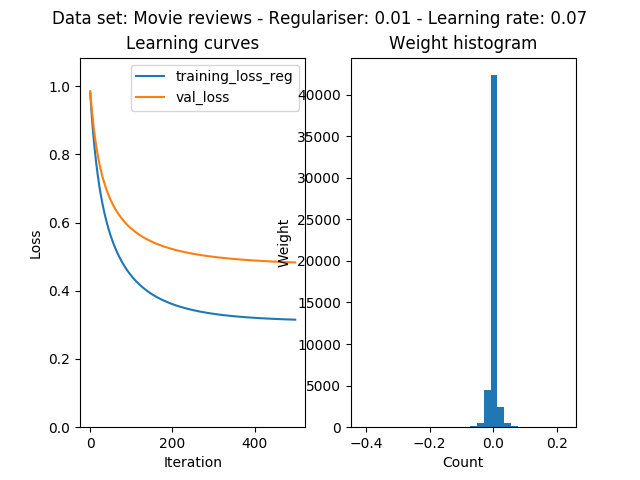 Data set: Movie reviews - Regulariser: 0.01 - Learning rate: 0.07
Learning curves
Weight histogram
training_loss_reg
val_loss
1.0
0.8
0.6
0.4
0.2
0.0
Loss
0
200
400
Iteration
40000
35000
30000
25000
20000
15000
10000
5000
0
Weight
−0.4
−0.2
0.0
0.2
Count